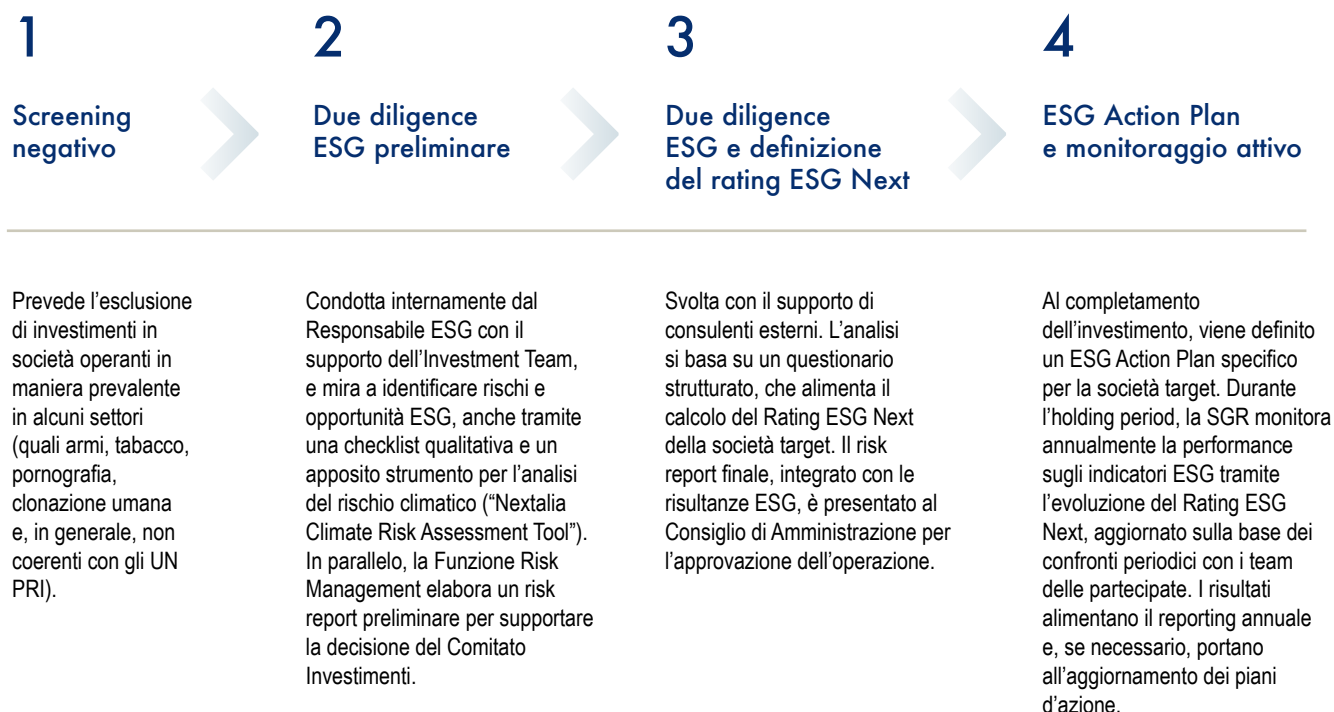 1
Screening
negativo
2
Due diligence
ESG preliminare
3
Due diligence
ESG e definizione
del rating ESG Next
4
ESG Action Plan
e monitoraggio attivo
Prevede l’esclusione
di investimenti in
società operanti in
maniera prevalente
in alcuni settori
(quali armi, tabacco,
pornografia,
clonazione umana
e, in generale, non
coerenti con gli UN
PRI).
Condotta internamente dal
Responsabile ESG con il
supporto dell’Investment Team,
e mira a identificare rischi e
opportunità ESG, anche tramite
una checklist qualitativa e un
apposito strumento per l’analisi
del rischio climatico (“Nextalia
Climate Risk Assessment Tool”).
In parallelo, la Funzione Risk
Management elabora un risk
report preliminare per supportare
la decisione del Comitato
Investimenti.
Svolta con il supporto di
consulenti esterni. L’analisi
si basa su un questionario
strutturato, che alimenta il
calcolo del Rating ESG Next
della società target. Il risk
report finale, integrato con le
risultanze ESG, è presentato al
Consiglio di Amministrazione per
l’approvazione dell’operazione.
Al completamento
dell’investimento, viene definito
un ESG Action Plan specifico
per la società target. Durante
l’holding period, la SGR monitora
annualmente la performance
sugli indicatori ESG tramite
l’evoluzione del Rating ESG
Next, aggiornato sulla base dei
confronti periodici con i team
delle partecipate. I risultati
alimentano il reporting annuale
e, se necessario, portano
all’aggiornamento dei piani
d’azione.